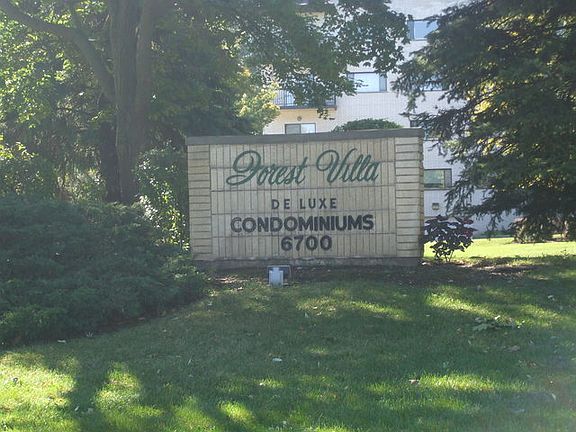 Forest Villa
DE LUXE
CONDOMINIUMS
6700